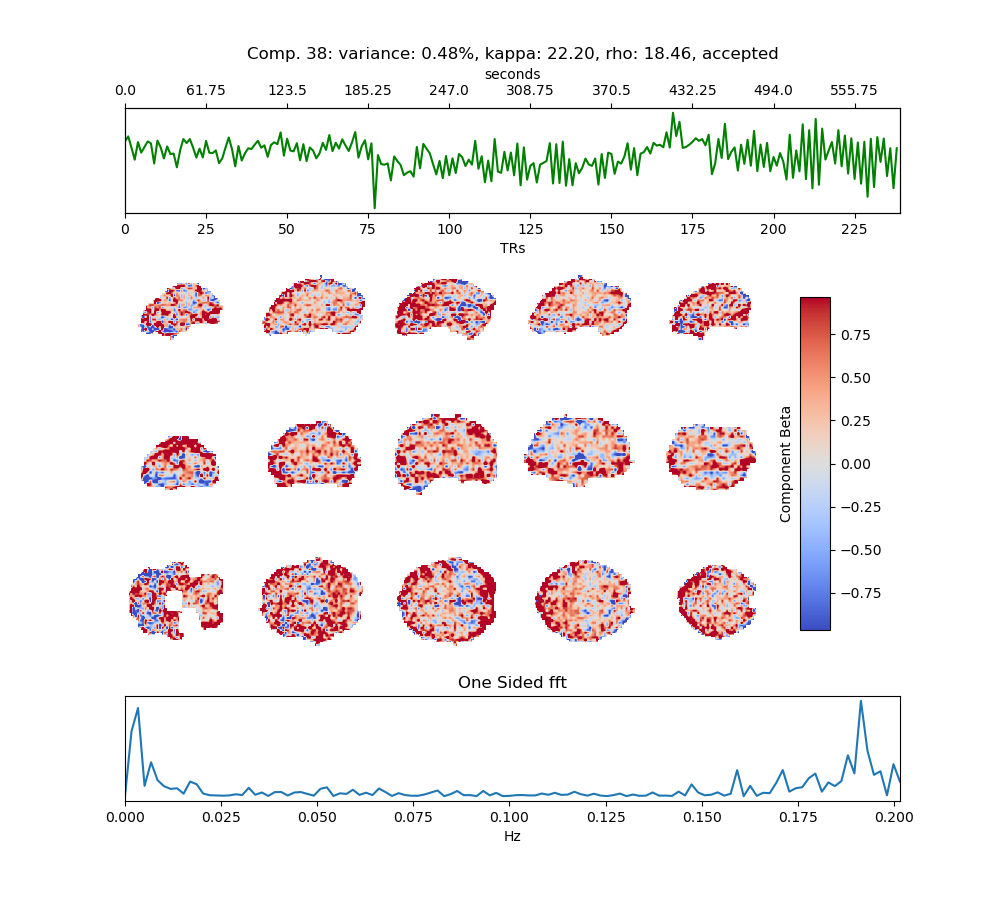 Comp. 38: variance: 0.48%, kappa: 22.20, rho: 18.46, accepted
seconds
0.0 61.75 123.5 185.25 247.0 308.75 370.5 432.25 494.0 555.75
0 25 50 75 100 125 150 175 200 225
TRs
0.75
0.50
0.25
0.00
−0.25
−0.50
−0.75
Component Beta
One Sided fft
0.000 0.025 0.050 0.075 0.100 0.125 0.150 0.175 0.200
Hz